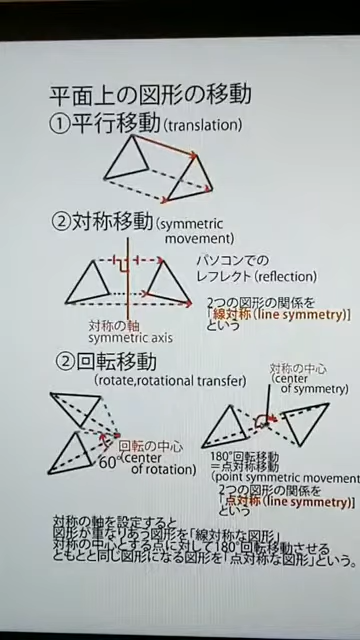 平面上の図形の移動
①平行移動(translation)
②対称移動(symmetric
movement)
パソコンでの
レフレクト(reflection)
2つの図形の関係を
「線対称(line symmetry)]
という
対称の軸
symmetric axis
②回転移動
(rotate,rotational transfer)
回転の中心
(center
of rotation)
60°
対称の中心
(center
of symmetry)
180°回転移動
＝点対称移動
(point symmetric movement
2つの図形の関係を
「点対称(line symmetry)]
という
対称の軸を設定すると
図形が重なりあう図形を「線対称な図形」
対称の中心とする点に対して180°回転移動させる
ともとと同じ図形になる図形を「点対称な図形」という。